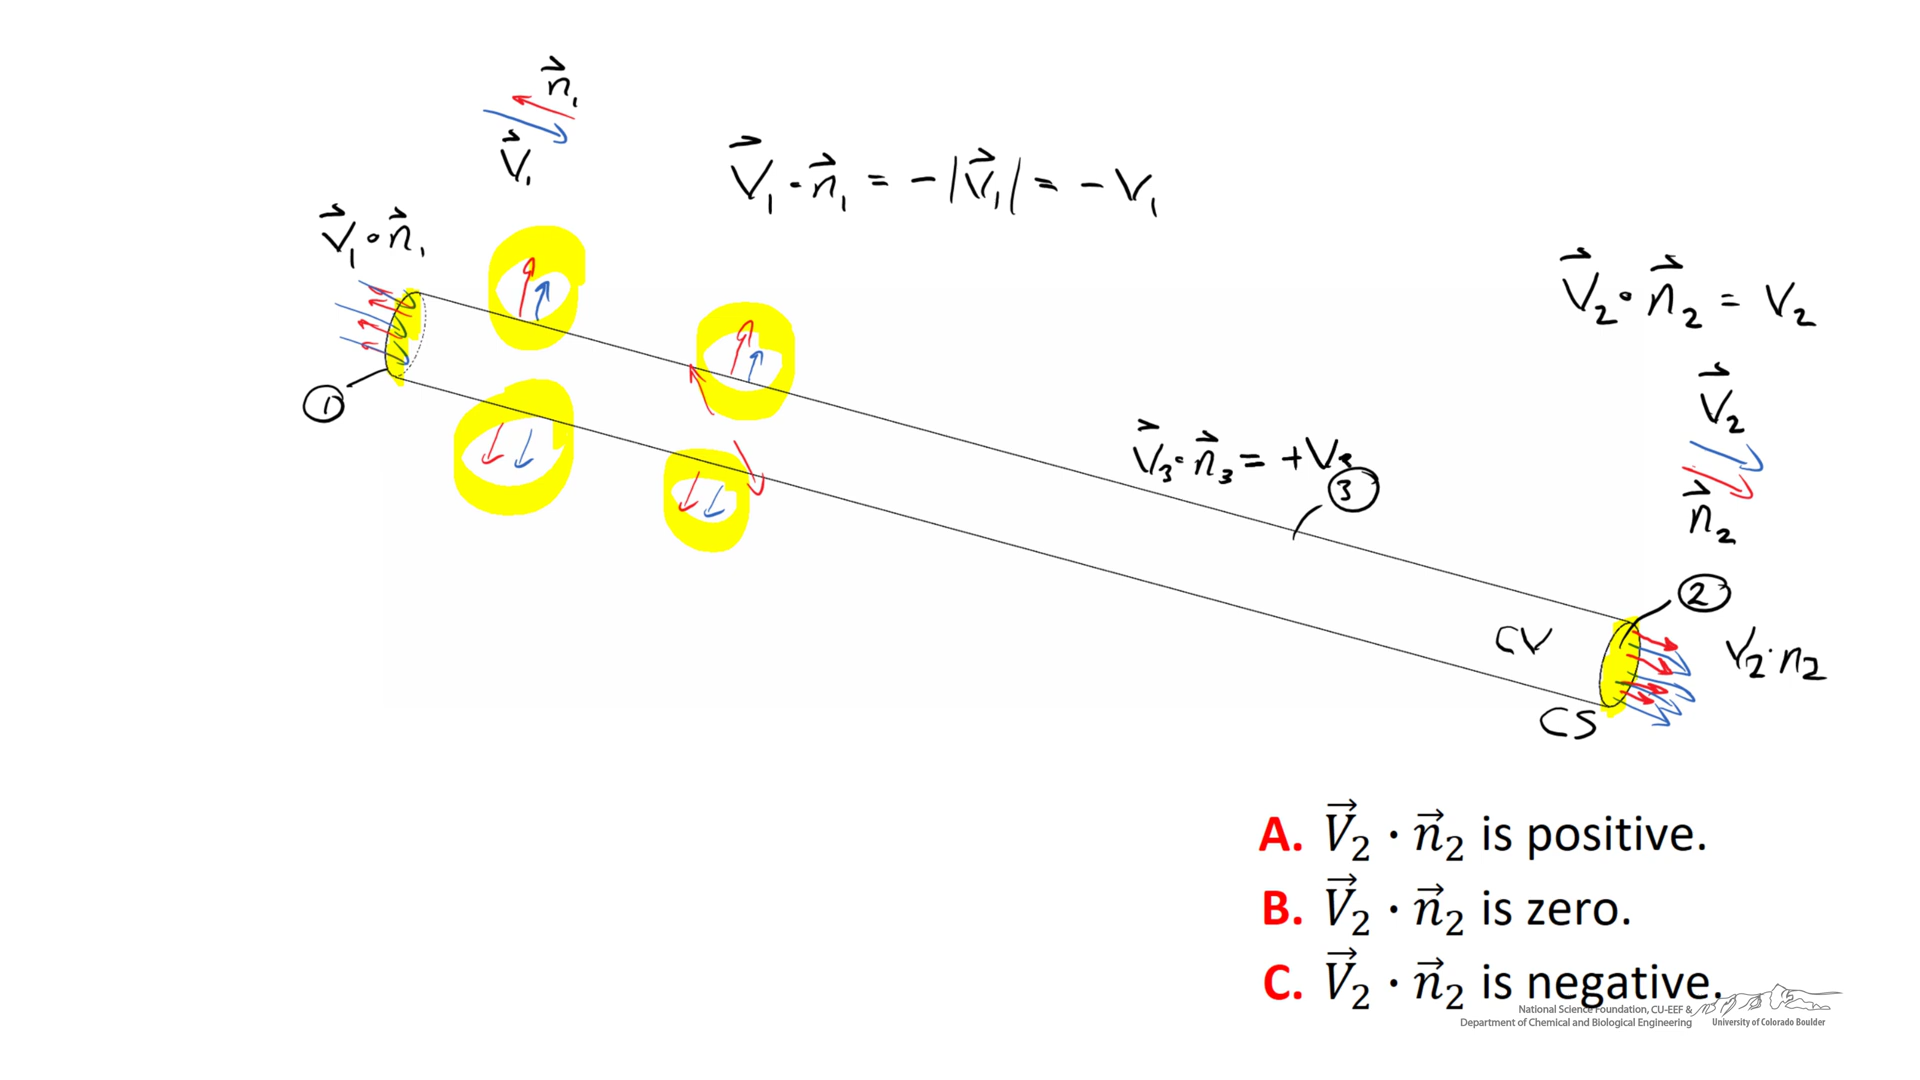 n⃗₁
V⃗₁
V⃗₁ · n⃗₁ = -|V⃗₁| = -V₁
V⃗₁ · n⃗₁
V⃗₂ · n⃗₂ = V₂
V⃗₂
n⃗₂
①
V⃗₃ · n⃗₃ = +V₃
③
②
CV
V₂ · n₂
CS
A. V⃗₂ · n⃗₂ is positive.
B. V⃗₂ · n⃗₂ is zero.
C. V⃗₂ · n⃗₂ is negative.
National Science Foundation, CU-EEF &
Department of Chemical and Biological Engineering
University of Colorado Boulder